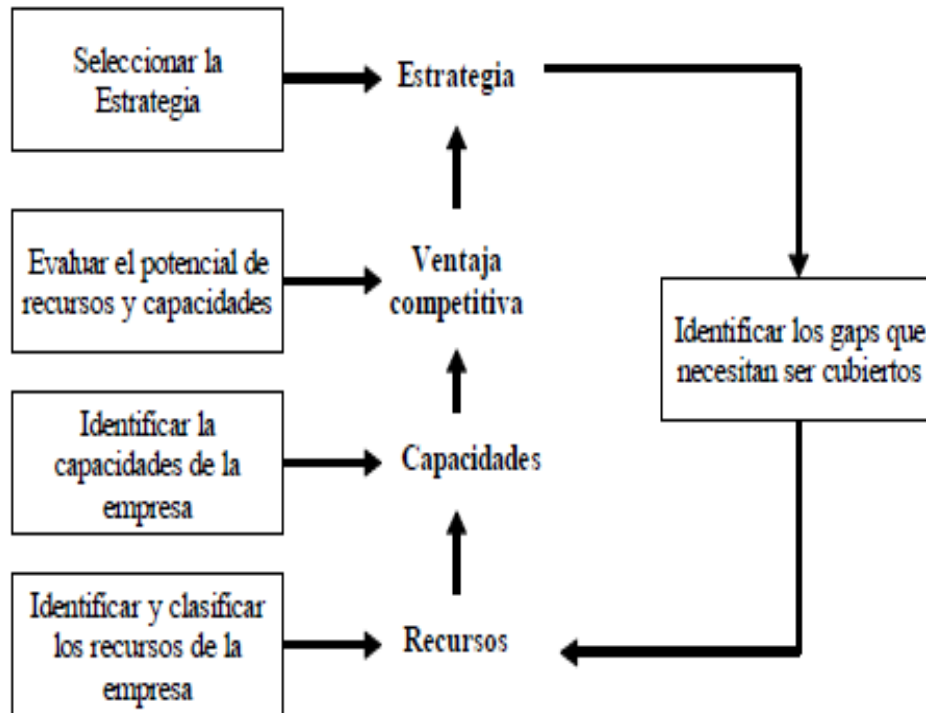 Seleccionar la
Estrategia
Estrategia
Evaluar el potencial de
recursos y capacidades
Ventaja
competitiva
Identificar los gaps que
necesitan ser cubiertos
Identificar la
capacidades de la
empresa
Capacidades
Identificar y clasificar
los recursos de la
empresa
Recursos